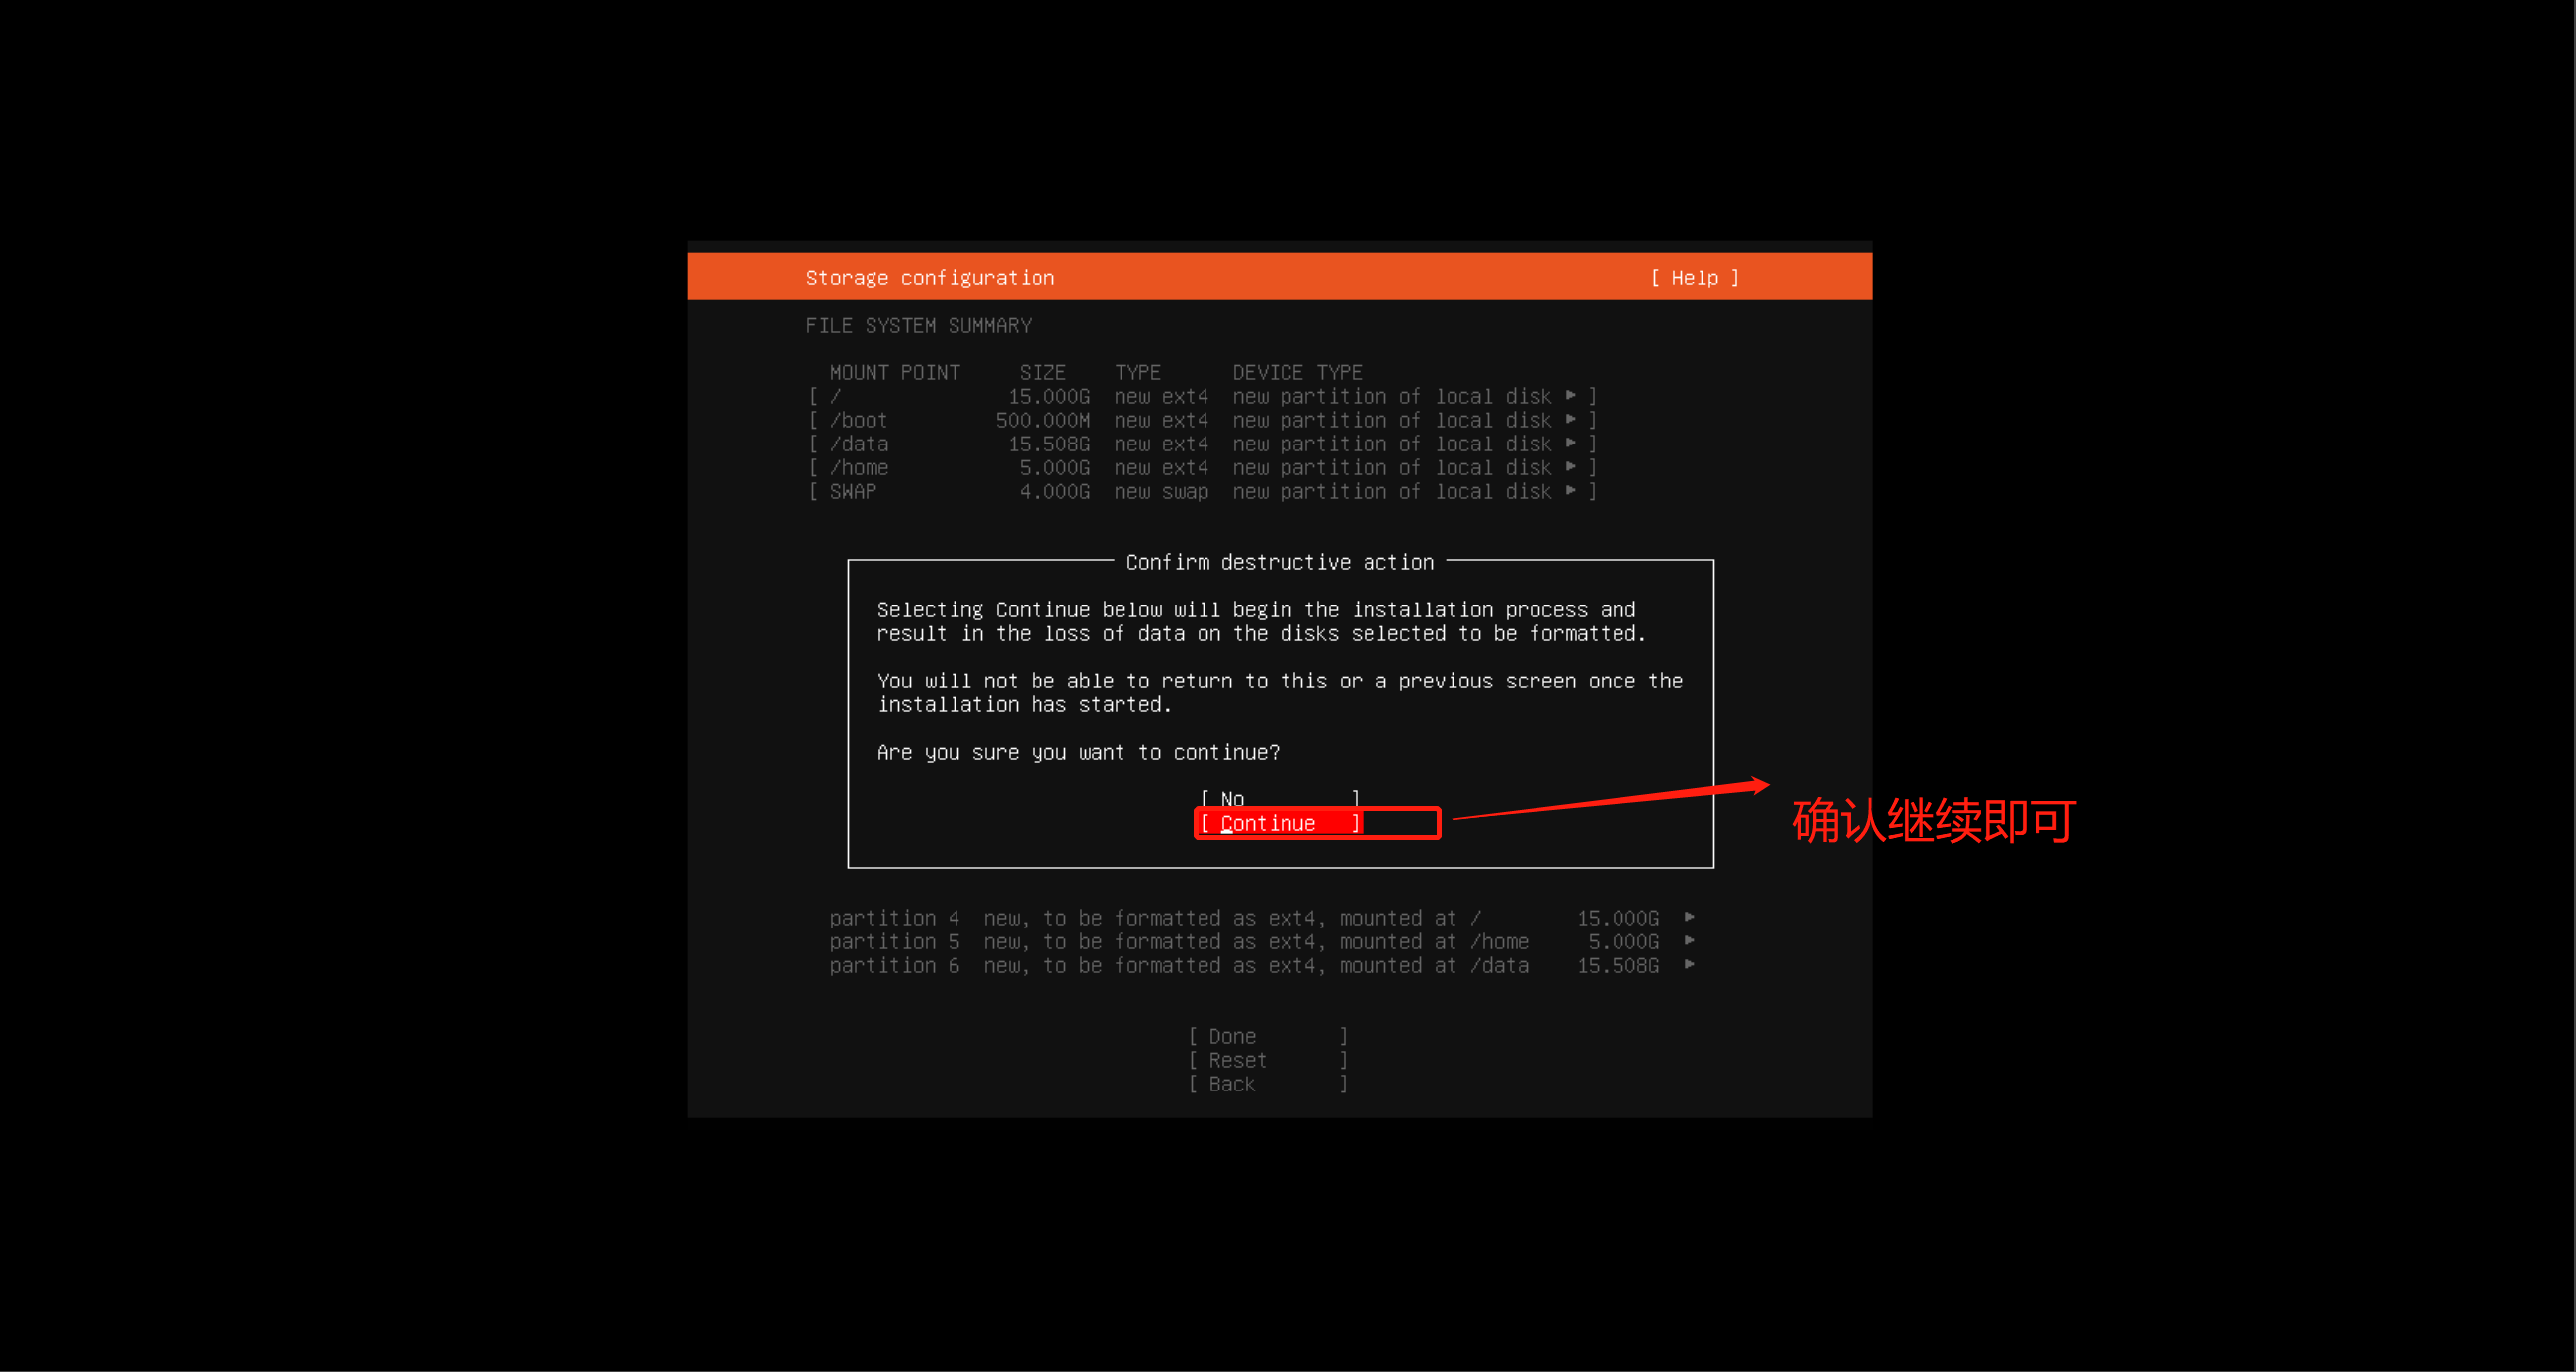 Storage configuration [ Help ]
FILE SYSTEM SUMMARY
MOUNT POINT SIZE TYPE DEVICE TYPE
[ / 15.000G new ext4 new partition of local disk ▸ ]
[ /boot 500.000M new ext4 new partition of local disk ▸ ]
[ /data 15.508G new ext4 new partition of local disk ▸ ]
[ /home 5.000G new ext4 new partition of local disk ▸ ]
[ SWAP 4.000G new swap new partition of local disk ▸ ]
Confirm destructive action
Selecting Continue below will begin the installation process and
result in the loss of data on the disks selected to be formatted.
You will not be able to return to this or a previous screen once the
installation has started.
Are you sure you want to continue?
[ No ]
[ Continue ]
确认继续即可
partition 4 new, to be formatted as ext4, mounted at / 15.000G ▸
partition 5 new, to be formatted as ext4, mounted at /home 5.000G ▸
partition 6 new, to be formatted as ext4, mounted at /data 15.508G ▸
[ Done ]
[ Reset ]
[ Back ]